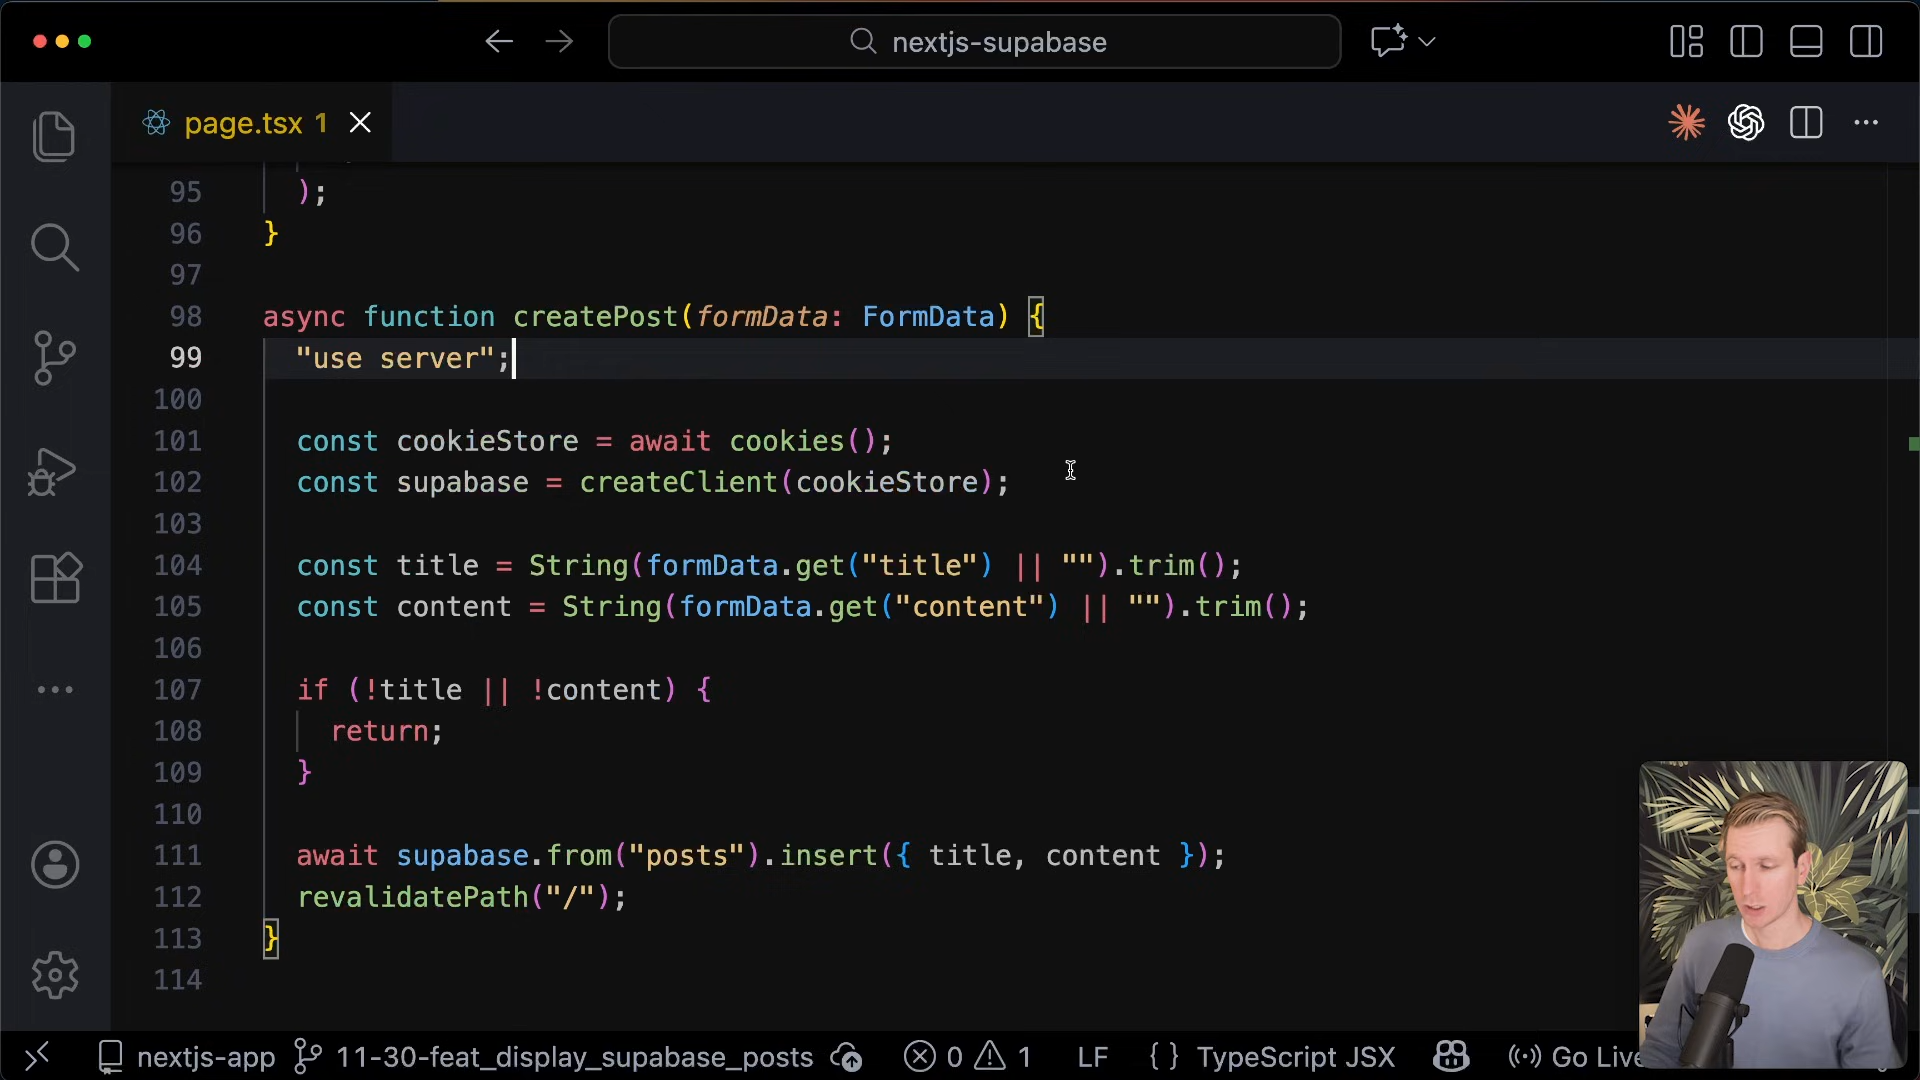 nextjs-supabase
page.tsx 1
95 );
96 }
97
98 async function createPost(formData: FormData) {
99 "use server";
100
101 const cookieStore = await cookies();
102 const supabase = createClient(cookieStore);
103
104 const title = String(formData.get("title") || "").trim();
105 const content = String(formData.get("content") || "").trim();
106
107 if (!title || !content) {
108 return;
109 }
110
111 await supabase.from("posts").insert({ title, content });
112 revalidatePath("/");
113 }
114
nextjs-app 11-30-feat_display_supabase_posts 0 1 LF {} TypeScript JSX Go Live